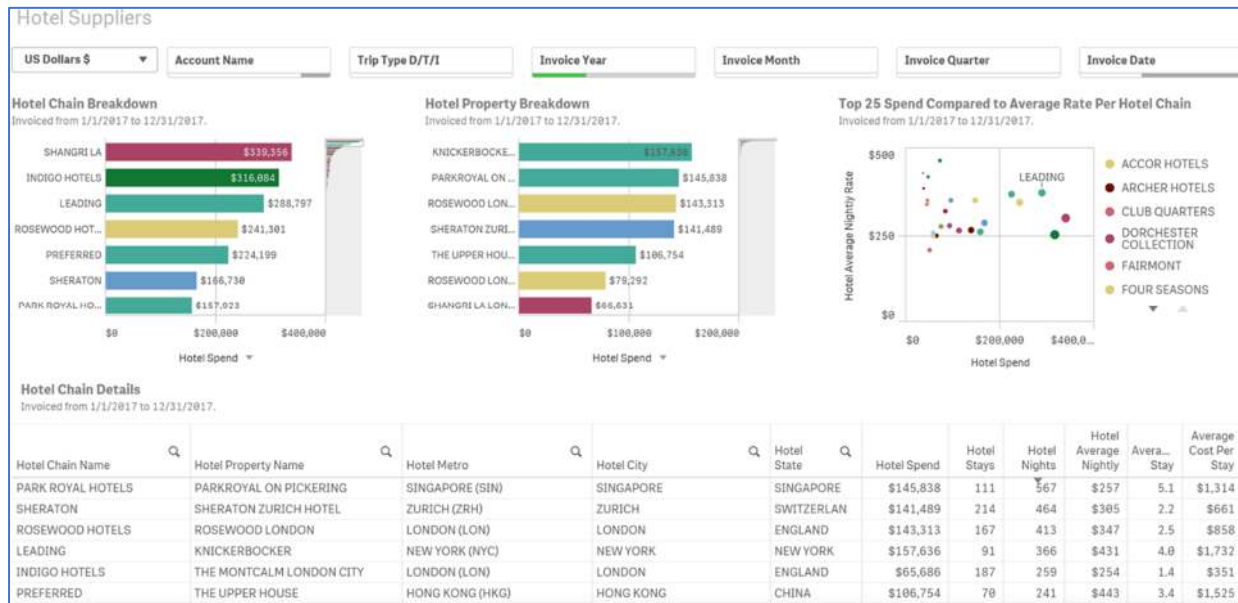 Hotel Suppliers
US Dollars $
Account Name
Trip Type D/T/I
Invoice Year
Invoice Month
Invoice Quarter
Invoice Date
Hotel Chain Breakdown
Invoiced from 1/1/2017 to 12/31/2017.
SHANGRI LA $339,356
INDIGO HOTELS $316,084
LEADING $288,797
ROSEWOOD HOT... $241,301
PREFERRED $224,199
SHERATON $166,730
PARK ROYAL HO... $157,023
$0 $200,000 $400,000
Hotel Spend
Hotel Property Breakdown
Invoiced from 1/1/2017 to 12/31/2017.
KNICKERBOCKE... $157,636
PARKROYAL ON ... $145,838
ROSEWOOD LON... $143,313
SHERATON ZURI... $141,489
THE UPPER HOU... $106,754
ROSEWOOD LON... $79,292
SHANGRI LA LON... $66,631
$0 $100,000 $200,000
Hotel Spend
Top 25 Spend Compared to Average Rate Per Hotel Chain
Invoiced from 1/1/2017 to 12/31/2017.
Hotel Average Nightly Rate
$500
$250
$0
LEADING
$0 $200,000 $400,0...
Hotel Spend
ACCOR HOTELS
ARCHER HOTELS
CLUB QUARTERS
DORCHESTER
COLLECTION
FAIRMONT
FOUR SEASONS
Hotel Chain Details
Invoiced from 1/1/2017 to 12/31/2017.
Hotel Chain Name Hotel Property Name Hotel Metro Hotel City Hotel State Hotel Spend Hotel Stays Hotel Nights Hotel Average Nightly Avera... Stay Average Cost Per Stay
PARK ROYAL HOTELS PARKROYAL ON PICKERING SINGAPORE (SIN) SINGAPORE SINGAPORE $145,838 111 567 $257 5.1 $1,314
SHERATON SHERATON ZURICH HOTEL ZURICH (ZRH) ZURICH SWITZERLAN $141,489 214 464 $305 2.2 $661
ROSEWOOD HOTELS ROSEWOOD LONDON LONDON (LON) LONDON ENGLAND $143,313 167 413 $347 2.5 $858
LEADING KNICKERBOCKER NEW YORK (NYC) NEW YORK NEW YORK $157,636 91 366 $431 4.0 $1,732
INDIGO HOTELS THE MONTCALM LONDON CITY LONDON (LON) LONDON ENGLAND $65,686 187 259 $254 1.4 $351
PREFERRED THE UPPER HOUSE HONG KONG (HKG) HONG KONG CHINA $106,754 70 241 $443 3.4 $1,525